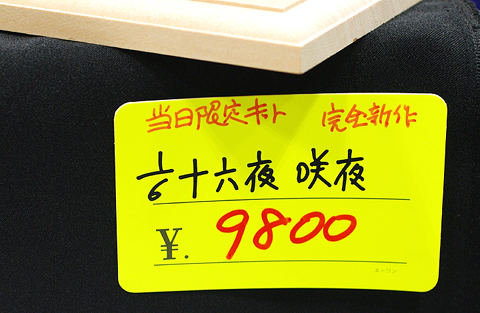 当日限定キット 完全新作
1/6 十六夜 咲夜
¥. 9800